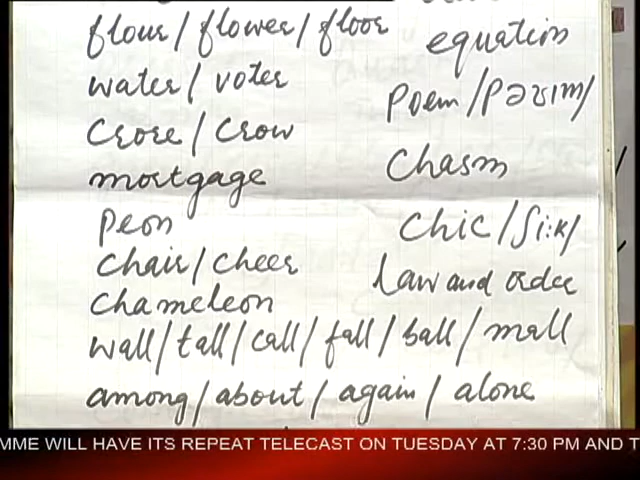 flour / flower / floor
water / voter
crore / crow
mortgage
peon
chair / cheer
chameleon
wall / tall / call / fall / ball / mall
among / about / again / alone
equation
Poem / pəʊɪm /
Chasm
Chic / ʃi:k /
law and order
MME WILL HAVE ITS REPEAT TELECAST ON TUESDAY AT 7:30 PM AND T